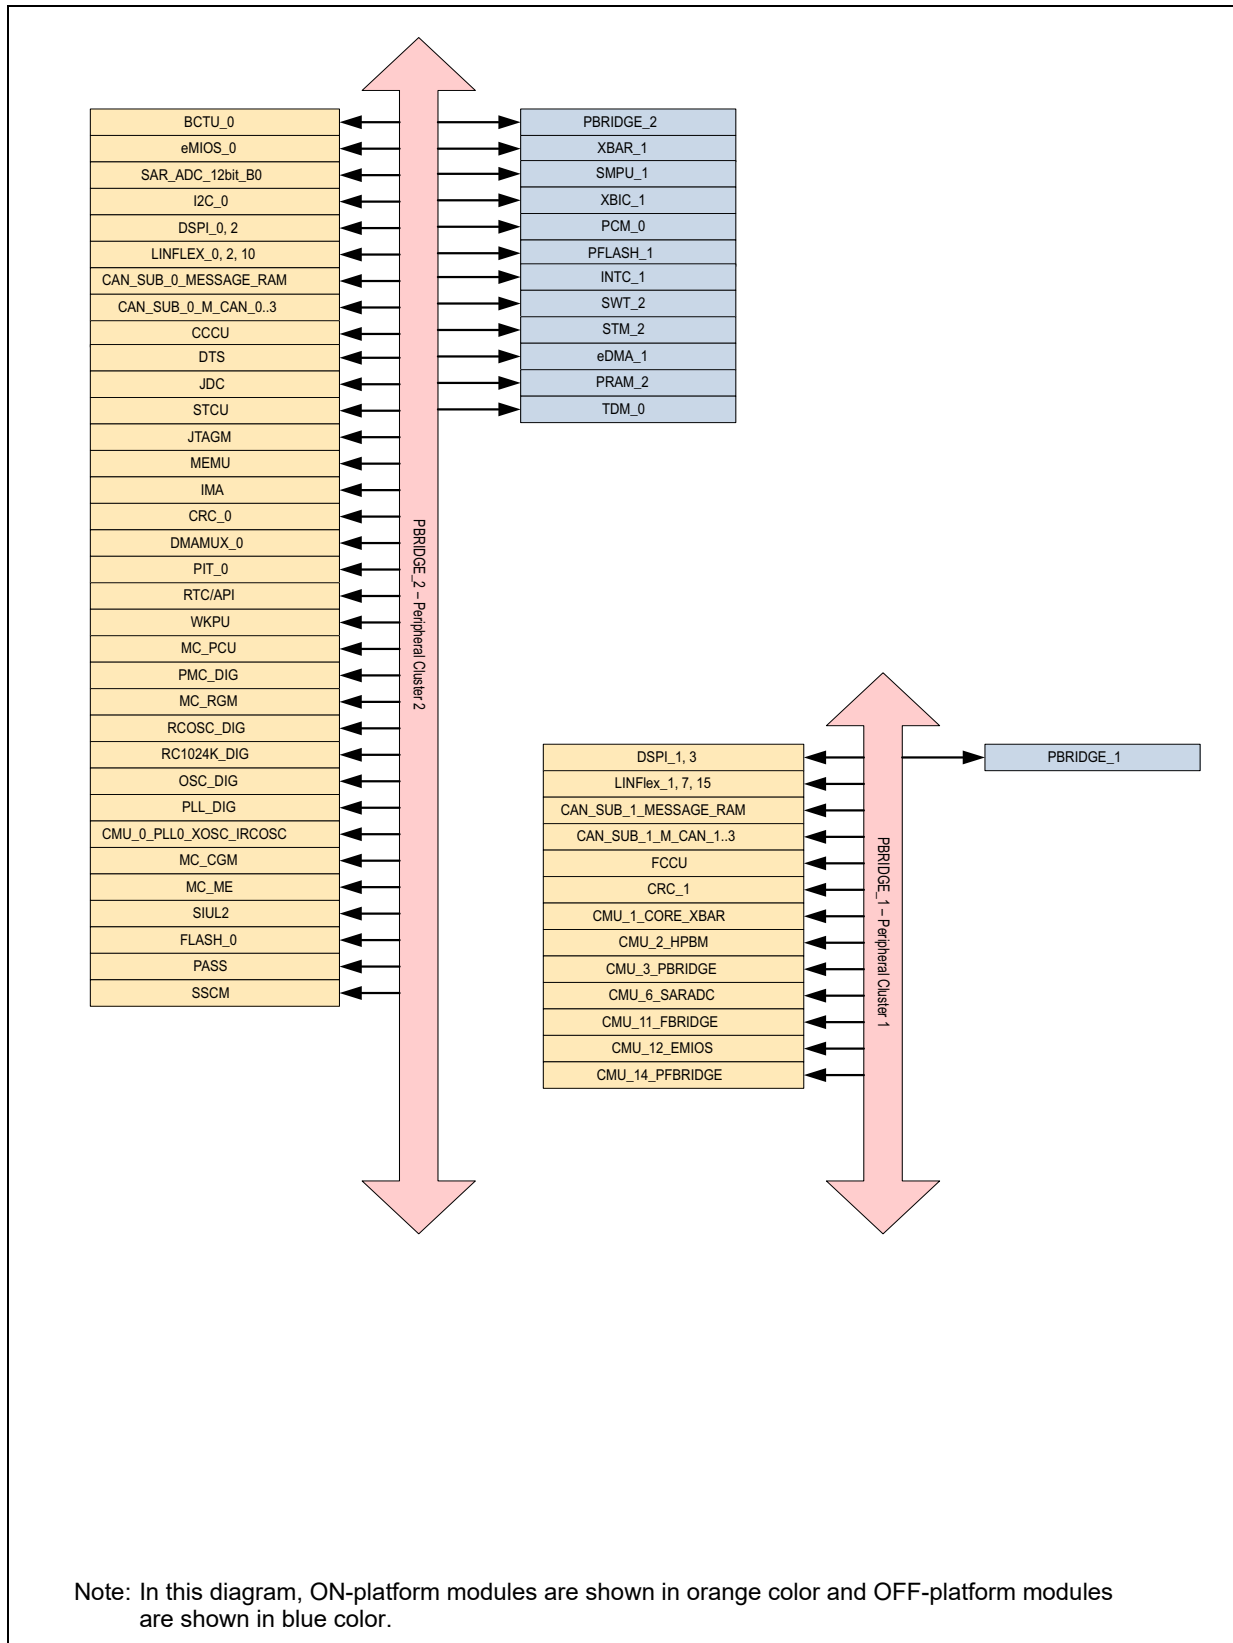 BCTU_0
eMIOS_0
SAR_ADC_12bit_B0
I2C_0
DSPI_0, 2
LINFLEX_0, 2, 10
CAN_SUB_0_MESSAGE_RAM
CAN_SUB_0_M_CAN_0..3
CCCU
DTS
JDC
STCU
JTAGM
MEMU
IMA
CRC_0
DMAMUX_0
PIT_0
RTC/API
WKPU
MC_PCU
PMC_DIG
MC_RGM
RCOSC_DIG
RC1024K_DIG
OSC_DIG
PLL_DIG
CMU_0_PLL0_XOSC_IRCOSC
MC_CGM
MC_ME
SIUL2
FLASH_0
PASS
SSCM
PBRIDGE_2 – Peripheral Cluster 2
PBRIDGE_2
XBAR_1
SMPU_1
XBIC_1
PCM_0
PFLASH_1
INTC_1
SWT_2
STM_2
eDMA_1
PRAM_2
TDM_0
DSPI_1, 3
LINFlex_1, 7, 15
CAN_SUB_1_MESSAGE_RAM
CAN_SUB_1_M_CAN_1..3
FCCU
CRC_1
CMU_1_CORE_XBAR
CMU_2_HPBM
CMU_3_PBRIDGE
CMU_6_SARADC
CMU_11_FBRIDGE
CMU_12_EMIOS
CMU_14_PFBRIDGE
PBRIDGE_1 – Peripheral Cluster 1
PBRIDGE_1
Note: In this diagram, ON-platform modules are shown in orange color and OFF-platform modules
are shown in blue color.